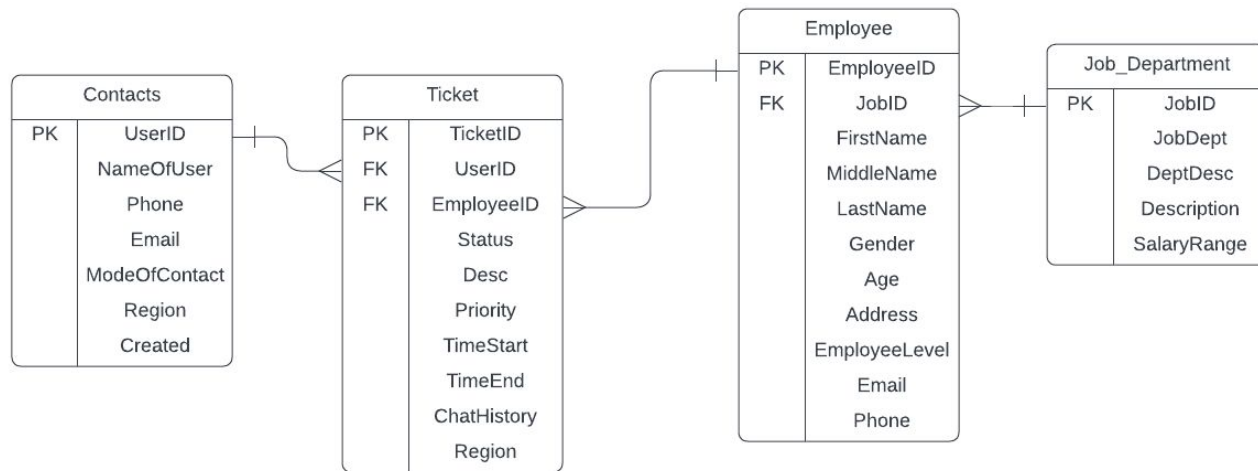 Contacts
PK UserID
NameOfUser
Phone
Email
ModeOfContact
Region
Created
Ticket
PK TicketID
FK UserID
FK EmployeeID
Status
Desc
Priority
TimeStart
TimeEnd
ChatHistory
Region
Employee
PK EmployeeID
FK JobID
FirstName
MiddleName
LastName
Gender
Age
Address
EmployeeLevel
Email
Phone
Job_Department
PK JobID
JobDept
DeptDesc
Description
SalaryRange